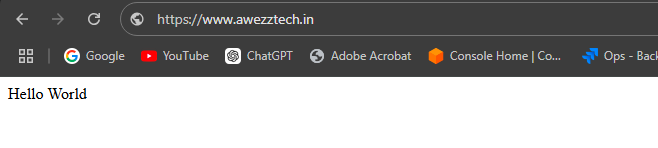 https://www.awezztech.in
Google YouTube ChatGPT Adobe Acrobat Console Home | Co... Ops - Back
Hello World